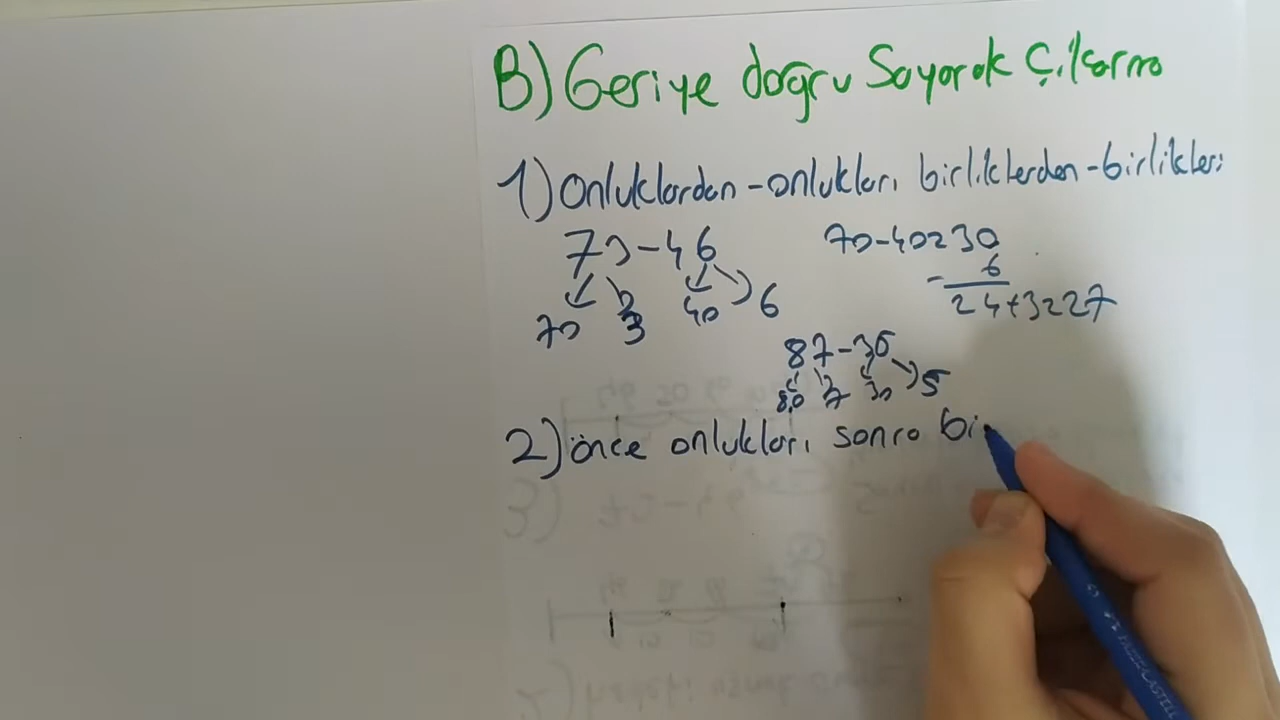 B) Geriye doğru Sayarak Çıkarma
1) Onluklardan - onlukları birliklerden - birlikleri
73-46 70-40=30
70 3 40 6 - 6
24+3=27
87-35
80 7 30 5
2) önce onlukları sonra bi